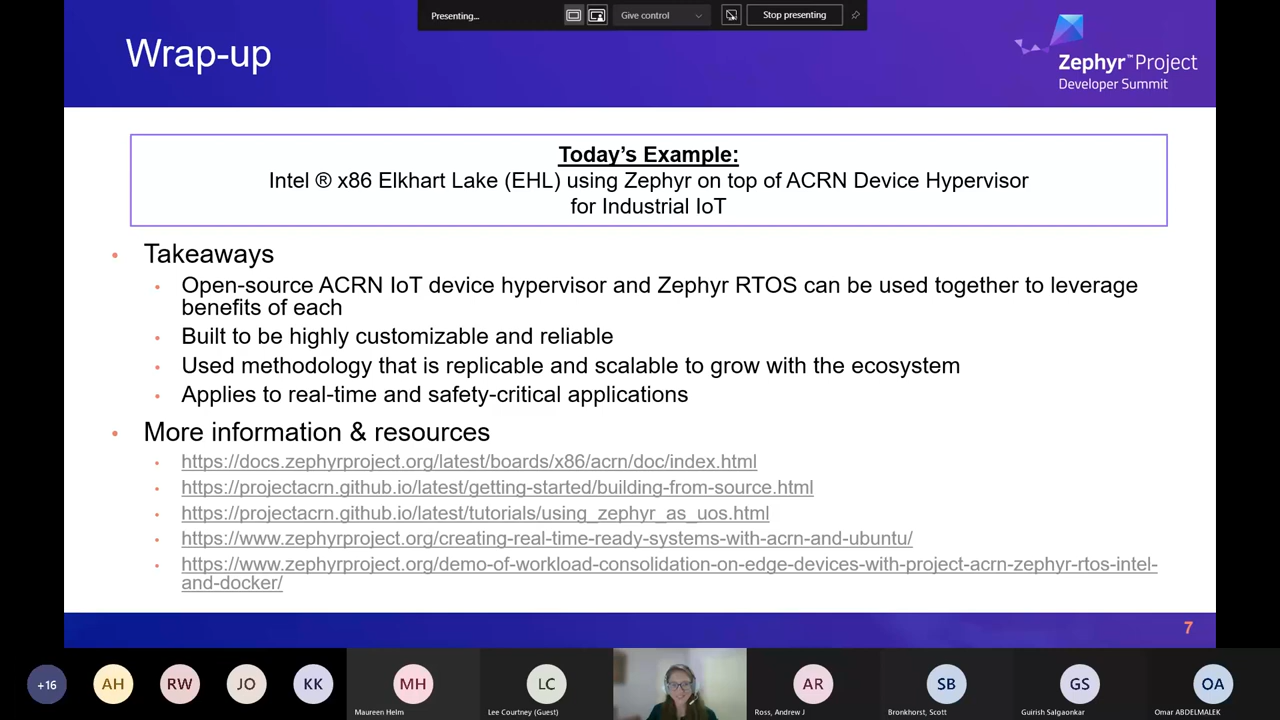 Presenting...
Give control
Stop presenting
Wrap-up
Zephyr™Project
Developer Summit
Today's Example:
Intel ® x86 Elkhart Lake (EHL) using Zephyr on top of ACRN Device Hypervisor
for Industrial IoT
• Takeaways
• Open-source ACRN IoT device hypervisor and Zephyr RTOS can be used together to leverage
benefits of each
• Built to be highly customizable and reliable
• Used methodology that is replicable and scalable to grow with the ecosystem
• Applies to real-time and safety-critical applications
• More information & resources
• https://docs.zephyrproject.org/latest/boards/x86/acrn/doc/index.html
• https://projectacrn.github.io/latest/getting-started/building-from-source.html
• https://projectacrn.github.io/latest/tutorials/using_zephyr_as_uos.html
• https://www.zephyrproject.org/creating-real-time-ready-systems-with-acrn-and-ubuntu/
• https://www.zephyrproject.org/demo-of-workload-consolidation-on-edge-devices-with-project-acrn-zephyr-rtos-intel-
and-docker/
7
+16
AH
RW
JO
KK
MH
LC
AR
SB
GS
OA
Maureen Helm
Lee Courtney (Guest)
Ross, Andrew J
Bronkhorst, Scott
Guirish Salgaonkar
Omar ABDELMALEK